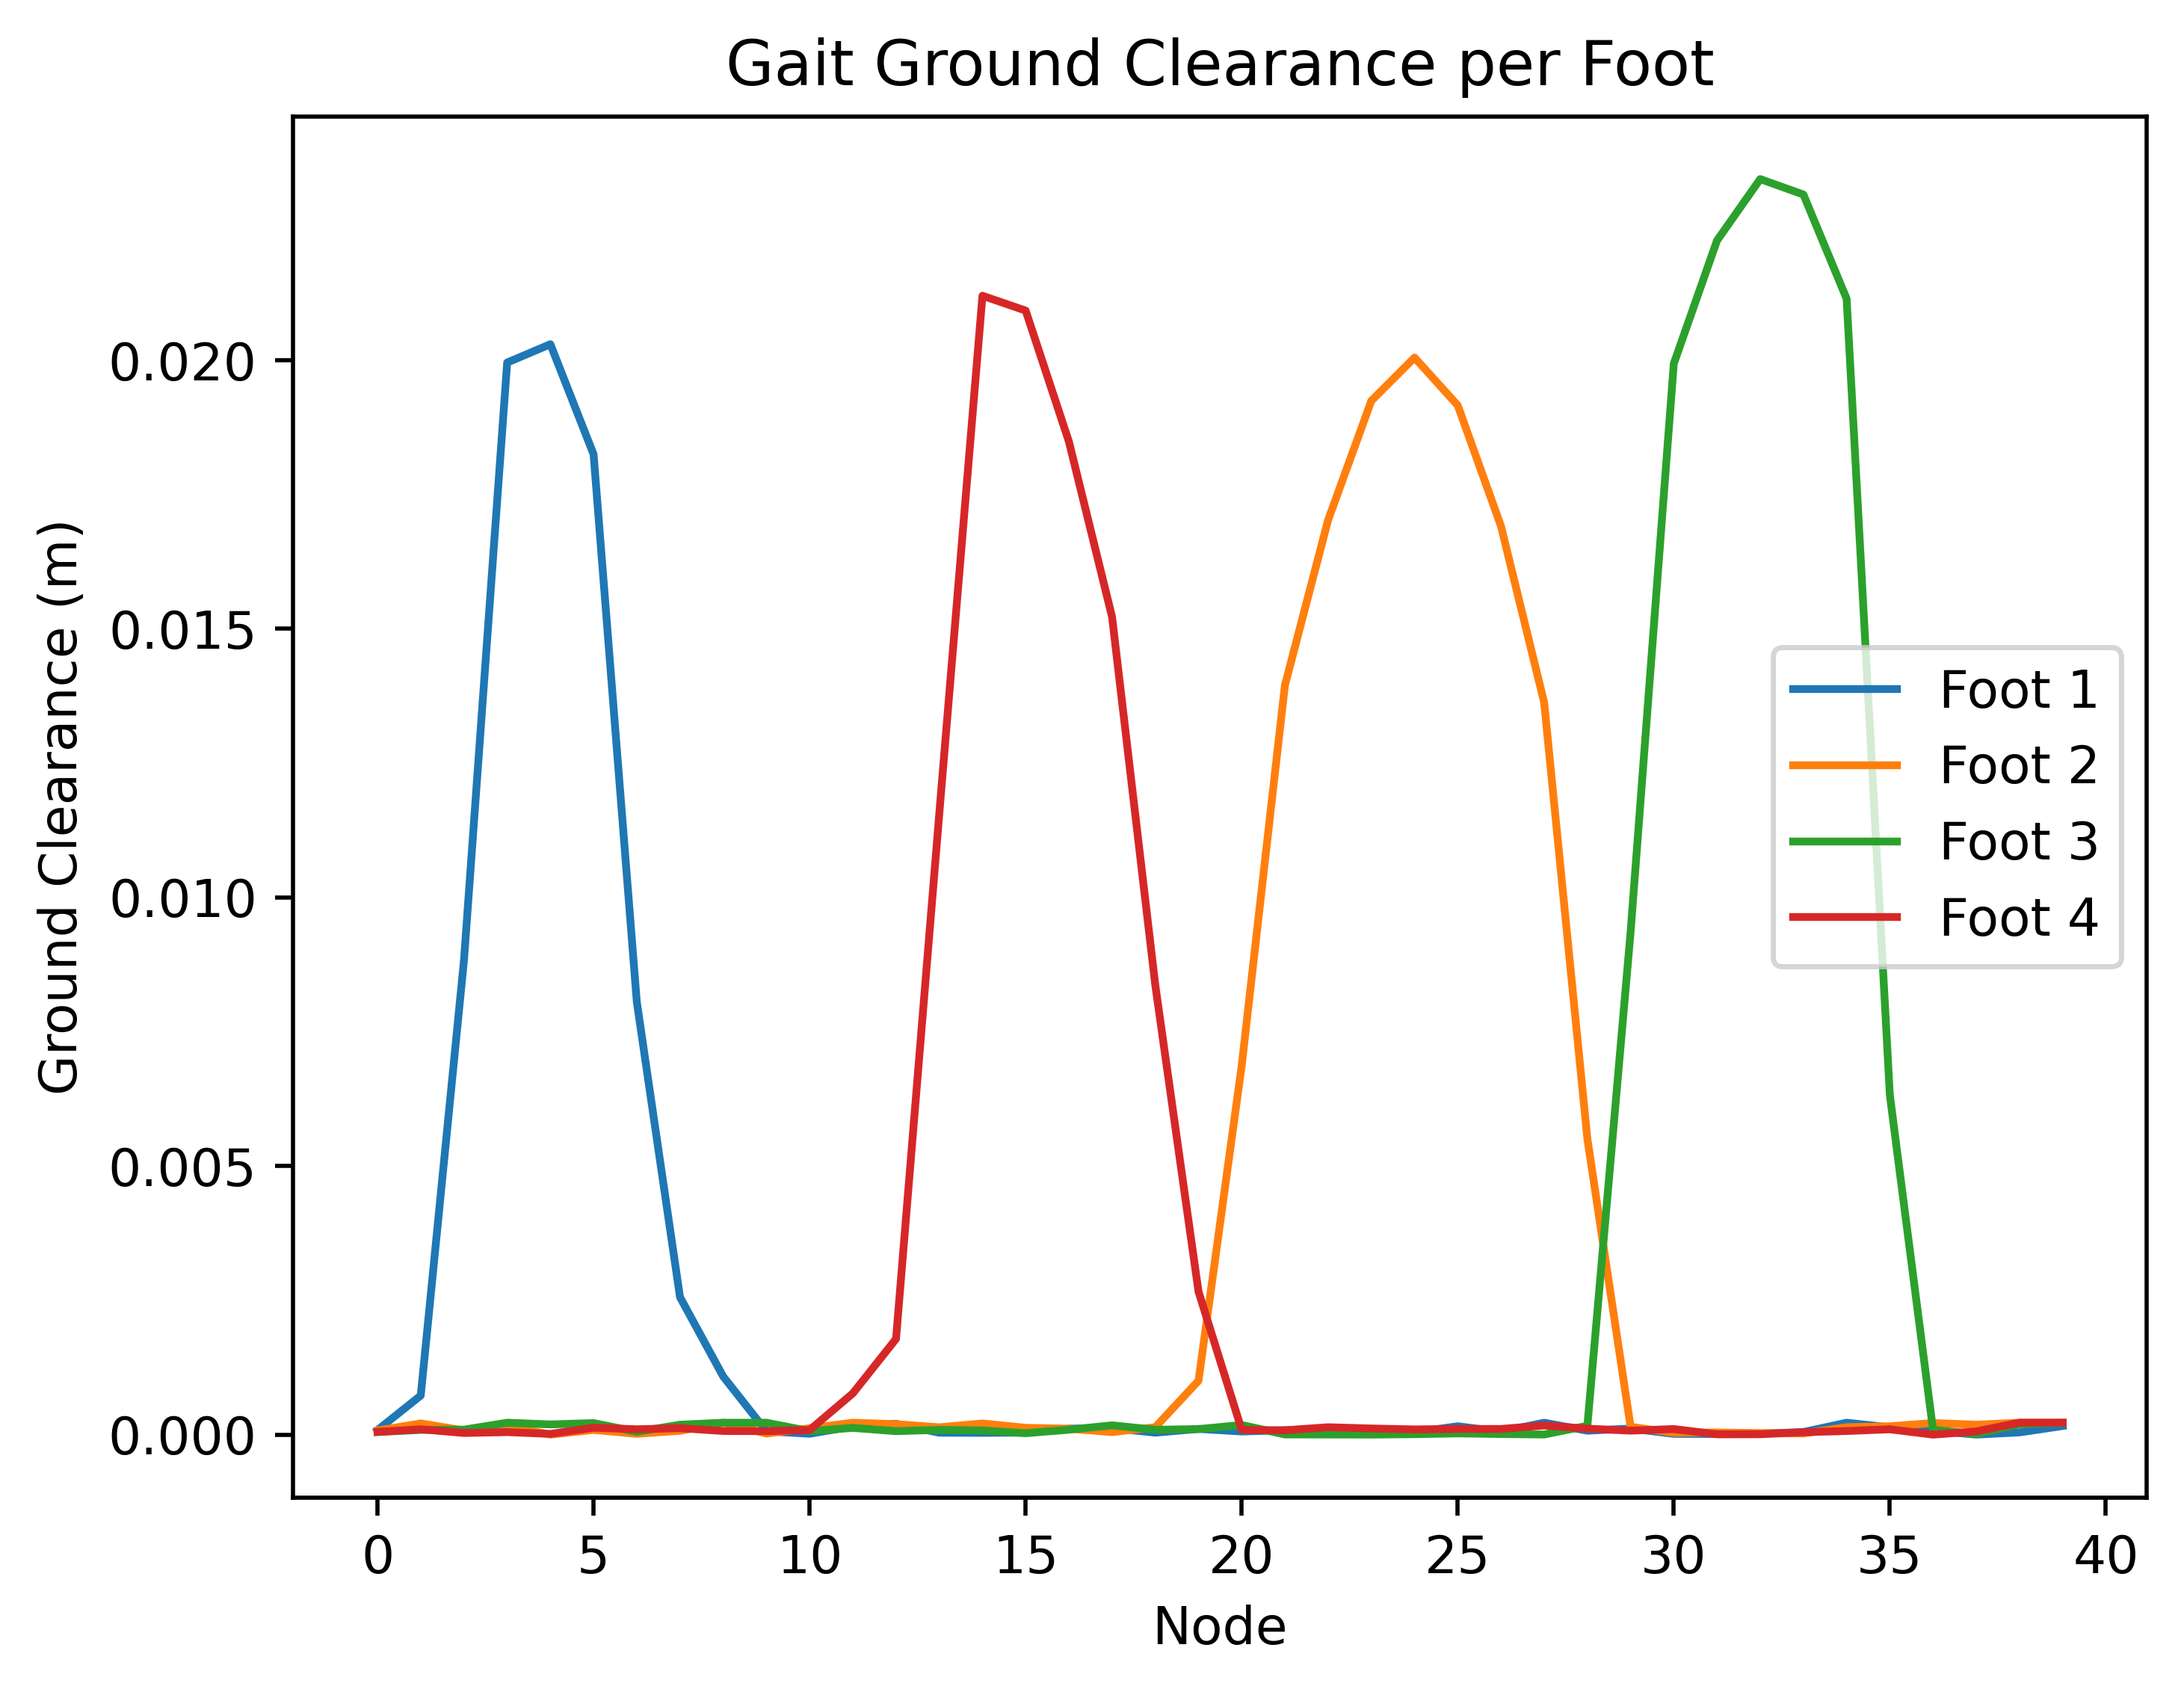 Gait Ground Clearance per Foot
Ground Clearance (m)
0.020
0.015
0.010
0.005
0.000
Foot 1
Foot 2
Foot 3
Foot 4
0 5 10 15 20 25 30 35 40
Node